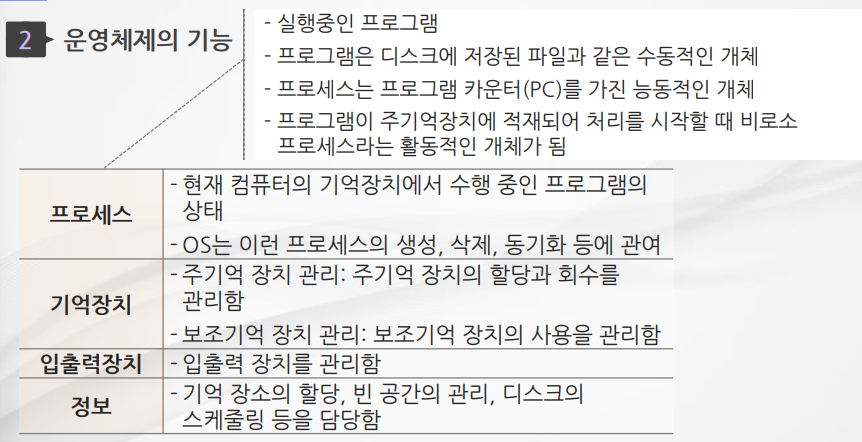 2 운영체제의 기능
- 실행중인 프로그램
- 프로그램은 디스크에 저장된 파일과 같은 수동적인 개체
- 프로세스는 프로그램 카운터(PC)를 가진 능동적인 개체
- 프로그램이 주기억장치에 적재되어 처리를 시작할 때 비로소
프로세스라는 활동적인 개체가 됨
프로세스
- 현재 컴퓨터의 기억장치에서 수행 중인 프로그램의
상태
- OS는 이런 프로세스의 생성, 삭제, 동기화 등에 관여
기억장치
- 주기억 장치 관리: 주기억 장치의 할당과 회수를
관리함
- 보조기억 장치 관리: 보조기억 장치의 사용을 관리함
입출력장치
- 입출력 장치를 관리함
정보
- 기억 장소의 할당, 빈 공간의 관리, 디스크의
스케줄링 등을 담당함